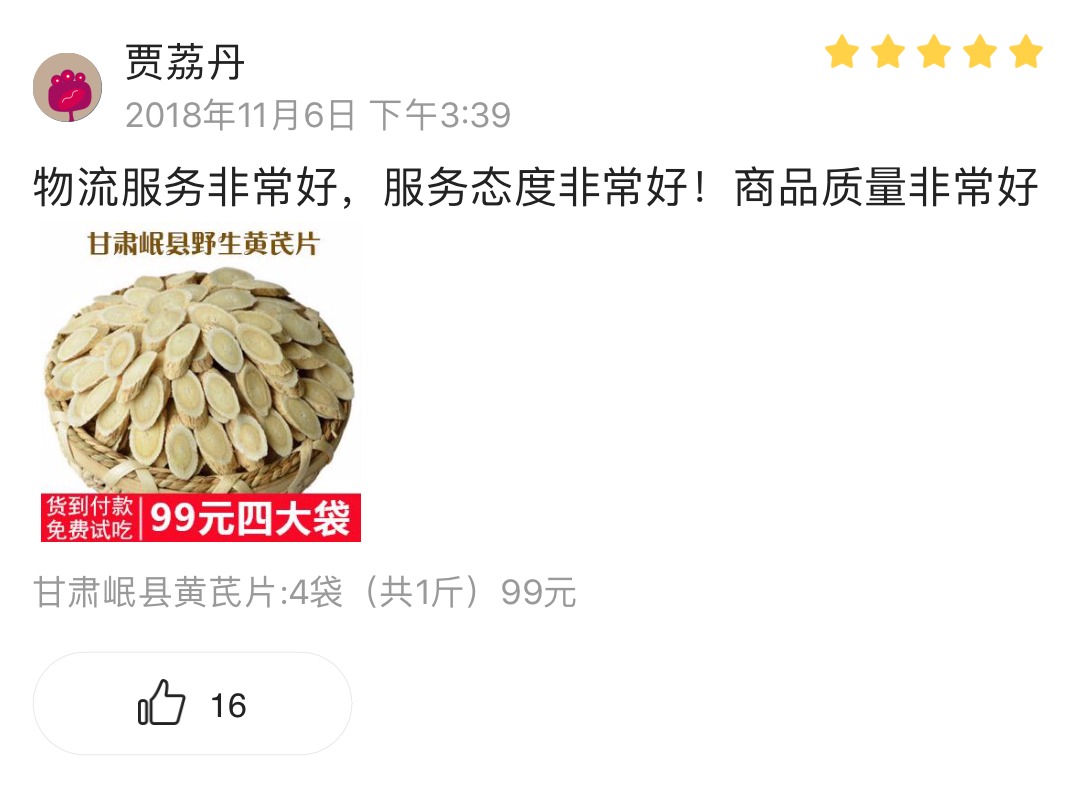 贾荔丹
2018年11月6日 下午3:39
物流服务非常好，服务态度非常好！商品质量非常好
甘肃岷县野生黄芪片
货到付款
免费试吃
99元四大袋
甘肃岷县黄芪片:4袋（共1斤）99元
16